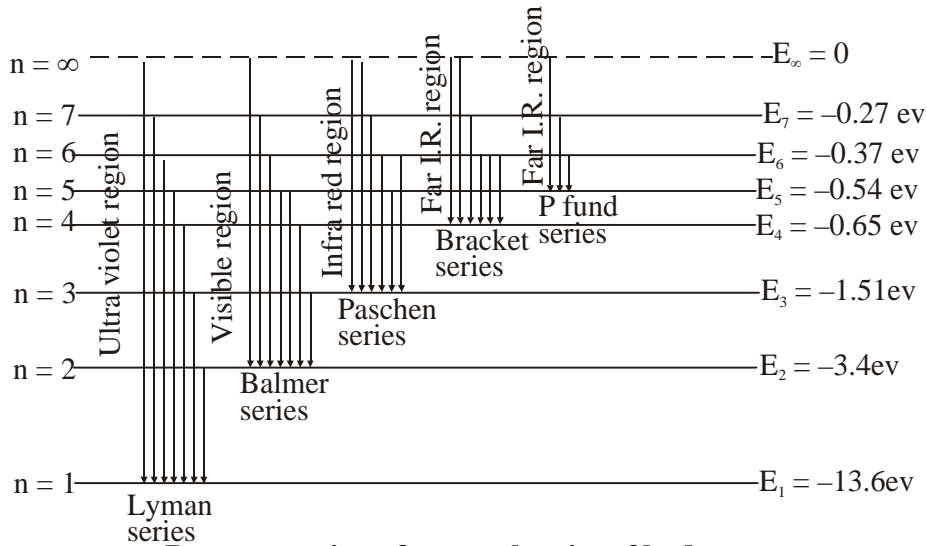 n = ∞
E∞ = 0
n = 7
E7 = –0.27 ev
n = 6
E6 = –0.37 ev
n = 5
E5 = –0.54 ev
n = 4
E4 = –0.65 ev
n = 3
E3 = –1.51ev
n = 2
E2 = –3.4ev
n = 1
E1 = –13.6ev
Ultra violet region
Visible region
Infra red region
Far I.R. region
Far I.R. region
Lyman
series
Balmer
series
Paschen
series
Bracket
series
P fund
series